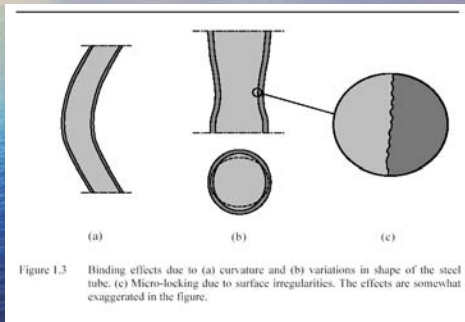 (a)
(b)
(c)
Figure 1.3 Binding effects due to (a) curvature and (b) variations in shape of the steel
tube. (c) Micro-locking due to surface irregularities. The effects are somewhat
exaggerated in the figure.